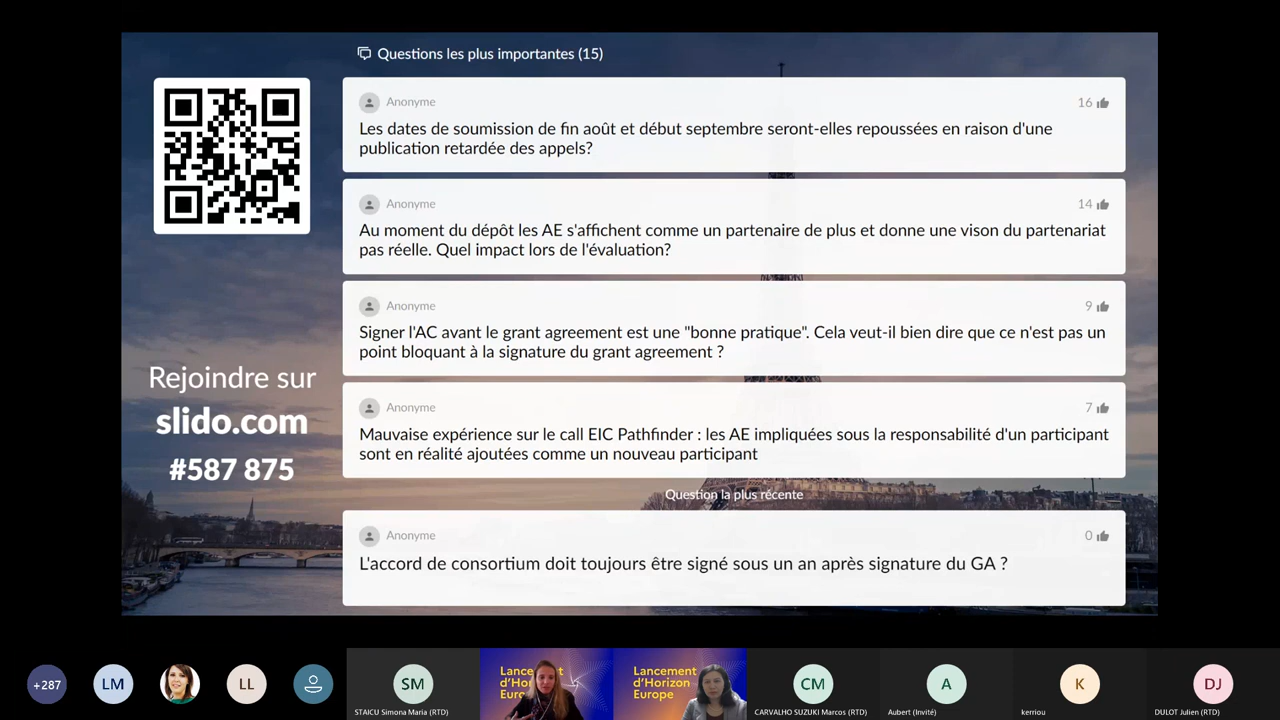 Questions les plus importantes (15)
Anonyme
16
Les dates de soumission de fin août et début septembre seront-elles repoussées en raison d'une
publication retardée des appels?
Anonyme
14
Au moment du dépôt les AE s'affichent comme un partenaire de plus et donne une vison du partenariat
pas réelle. Quel impact lors de l'évaluation?
Anonyme
9
Signer l'AC avant le grant agreement est une "bonne pratique". Cela veut-il bien dire que ce n'est pas un
point bloquant à la signature du grant agreement ?
Anonyme
7
Mauvaise expérience sur le call EIC Pathfinder : les AE impliquées sous la responsabilité d'un participant
sont en réalité ajoutées comme un nouveau participant
Question la plus récente
Anonyme
0
L'accord de consortium doit toujours être signé sous un an après signature du GA ?
Rejoindre sur
slido.com
#587 875
+287
LM
LL
SM
STAICU Simona Maria (RTD)
Lancement
d'Horizon
Europe
CM
CARVALHO SUZUKI Marcos (RTD)
A
Aubert (Invité)
K
kerriou
DJ
DULOT Julien (RTD)